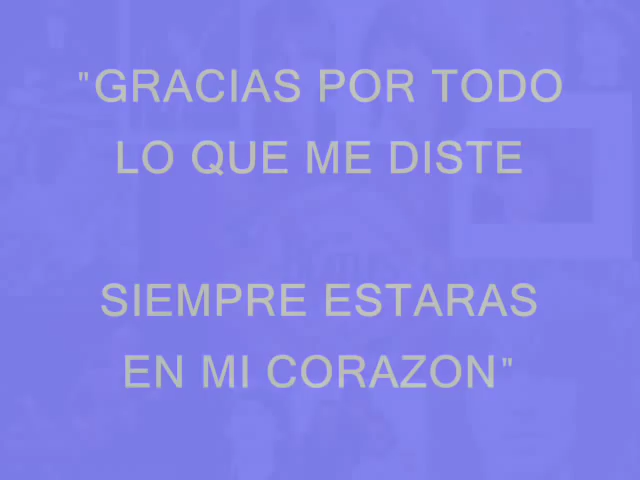 "GRACIAS POR TODO
LO QUE ME DISTE
SIEMPRE ESTARAS
EN MI CORAZON"